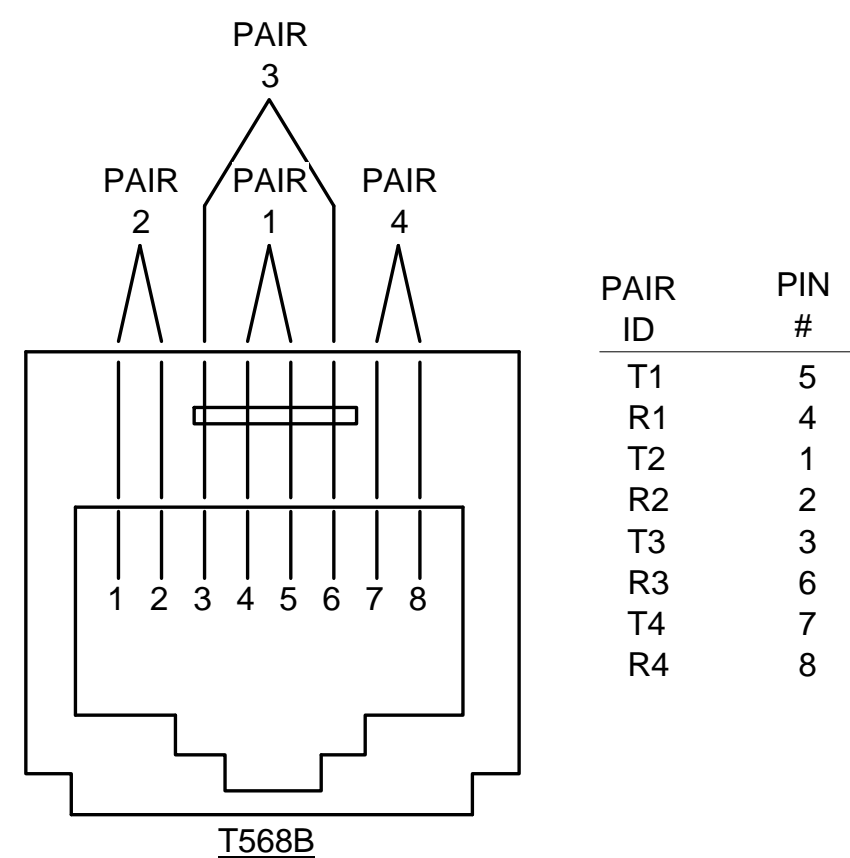 PAIR
3
PAIR PAIR PAIR
2 1 4
1 2 3 4 5 6 7 8
T568B
PAIR PIN
ID #
T1 5
R1 4
T2 1
R2 2
T3 3
R3 6
T4 7
R4 8